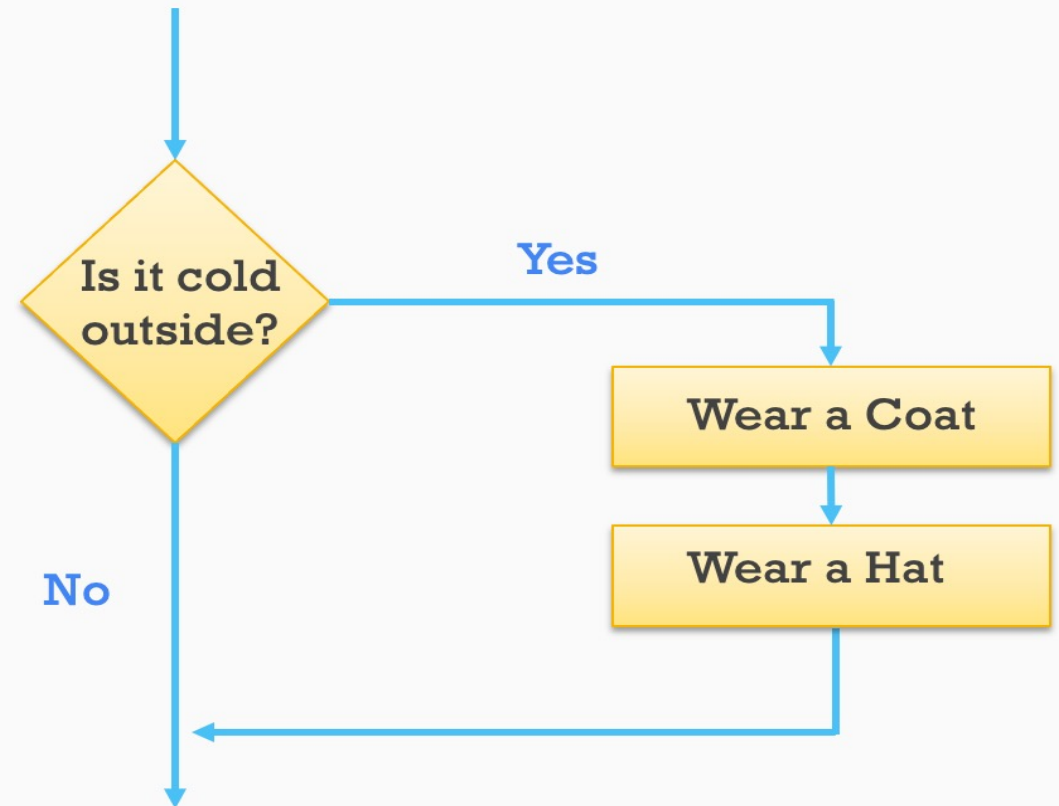 Is it cold
outside?
Yes
Wear a Coat
Wear a Hat
No